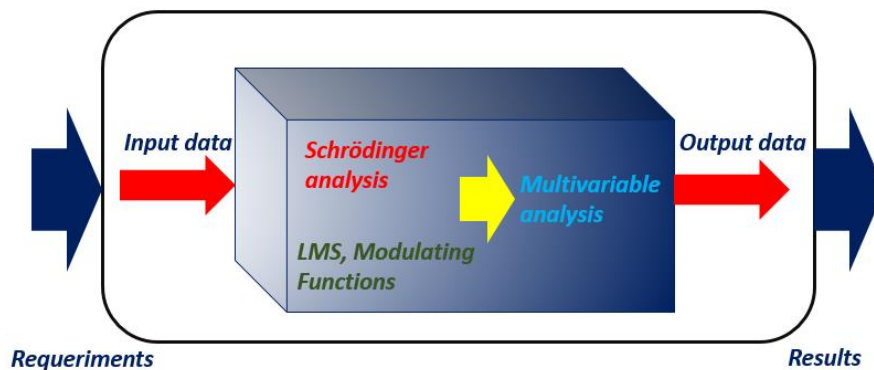 Input data
Output data
Schrödinger
analysis
Multivariable
analysis
LMS, Modulating
Functions
Requeriments
Results